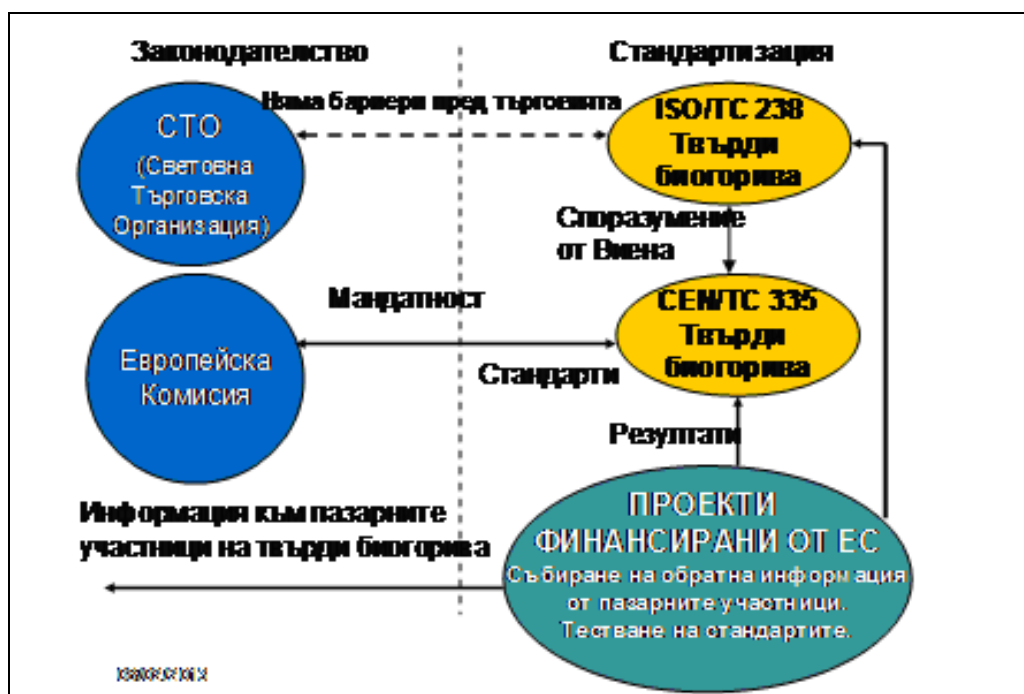 Законодателство
Стандартизация
Няма бариери пред търговията
СТО
(Световна
Търговска
Организация)
ISO/TC 238
Твърди
биогорива
Споразумение
от Виена
Мандатност
CEN/TC 335
Твърди
биогорива
Европейска
Комисия
Стандарти
Резултати
Информация към пазарните
участници на твърди биогорива
ПРОЕКТИ
ФИНАНСИРАНИ ОТ ЕС
Събиране на обратна информация
от пазарните участници.
Тестване на стандартите.